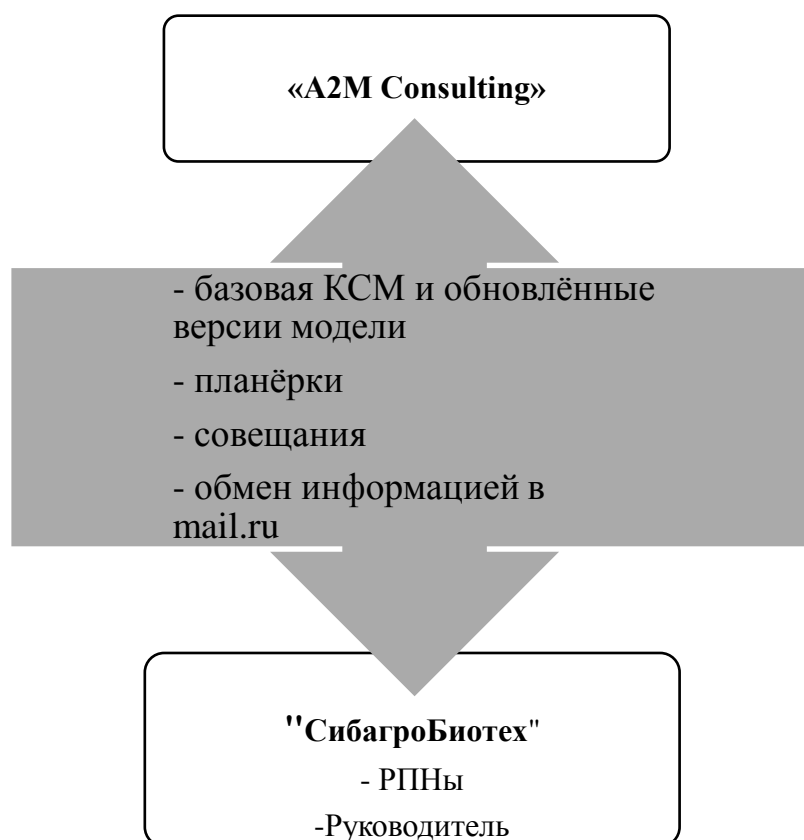 «A2M Consulting»
- базовая КСМ и обновлённые
версии модели
- планёрки
- совещания
- обмен информацией в
mail.ru
"СибагроБиотех"
- РПНы
-Руководитель